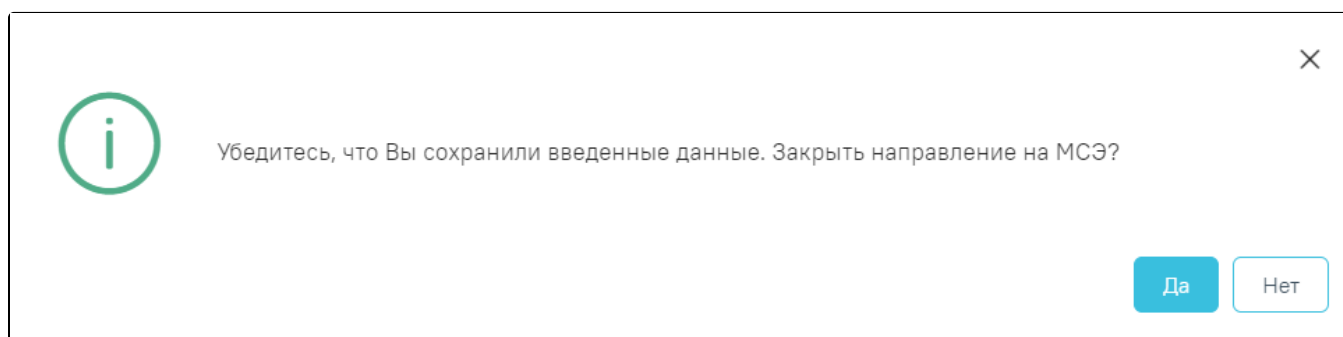 Убедитесь, что Вы сохранили введенные данные. Закрыть направление на МСЭ?
Да
Нет